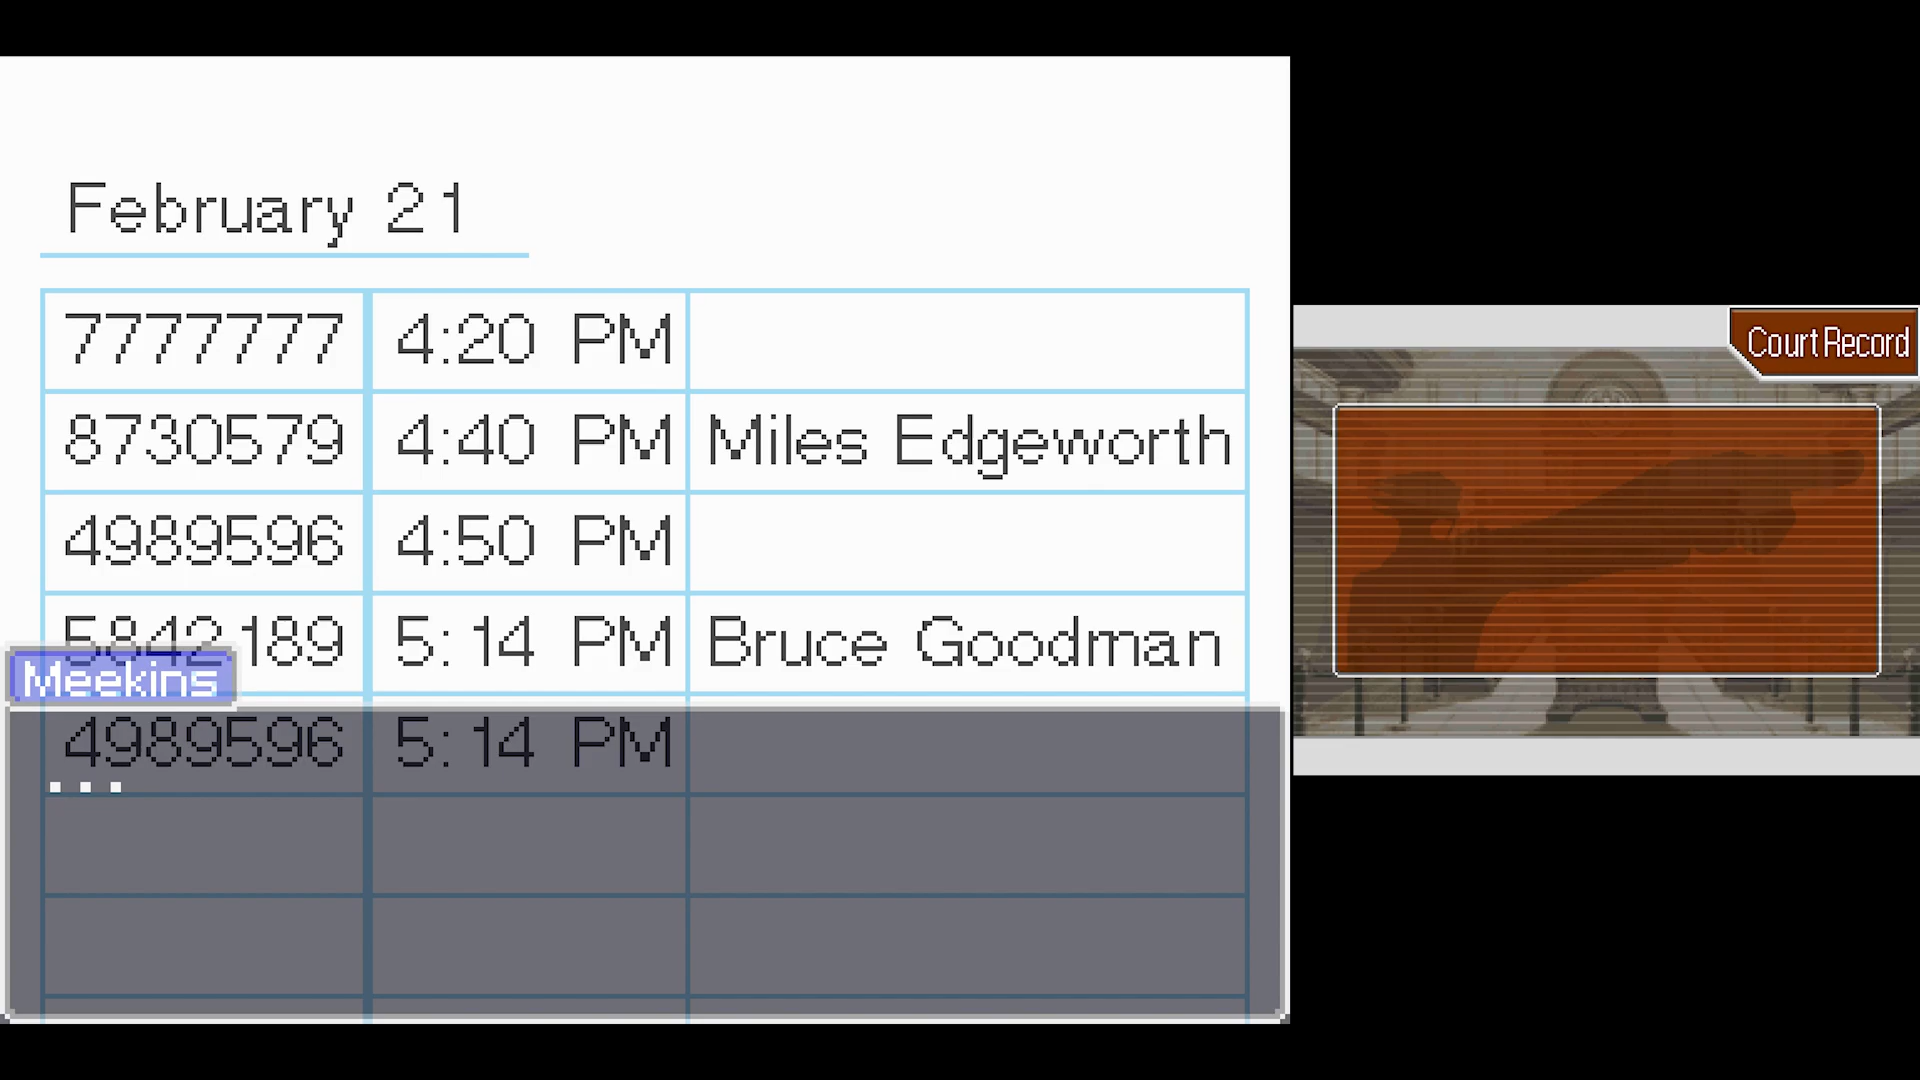 February 21
7777777 4:20 PM
8730579 4:40 PM Miles Edgeworth
4989596 4:50 PM
5842189 5:14 PM Bruce Goodman
4989596 5:14 PM
Meekins
...
Court Record